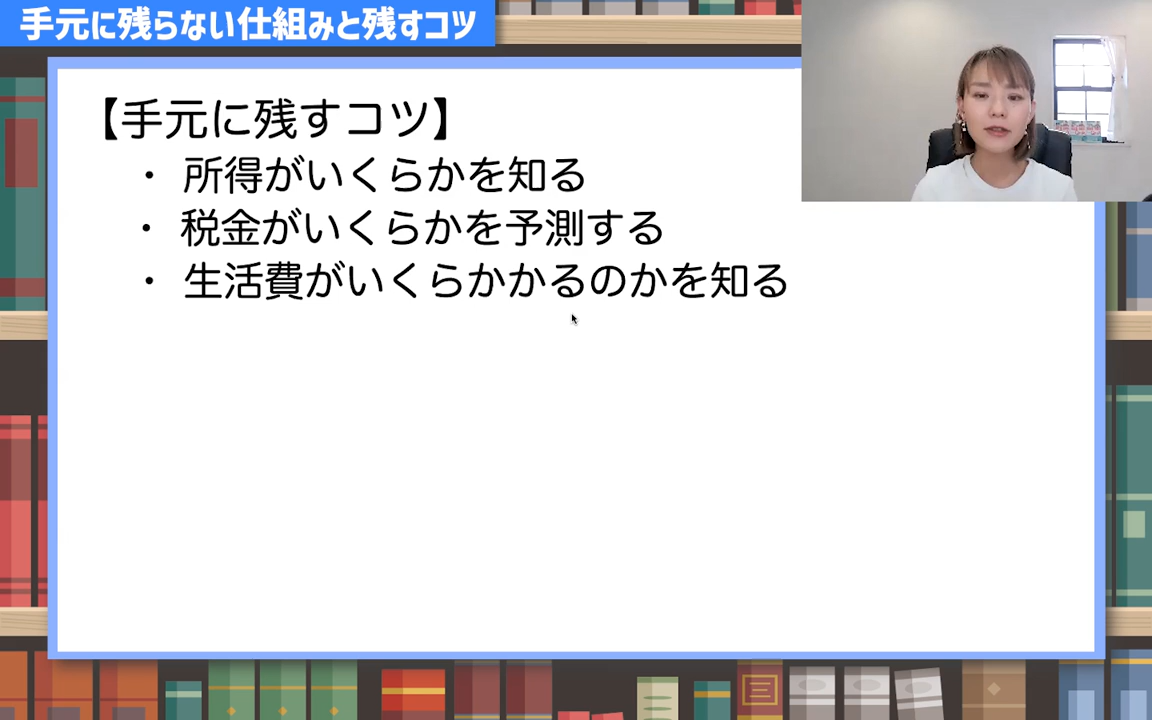 手元に残らない仕組みと残すコツ
【手元に残すコツ】
・ 所得がいくらかを知る
・ 税金がいくらかを予測する
・ 生活費がいくらかかるのかを知る